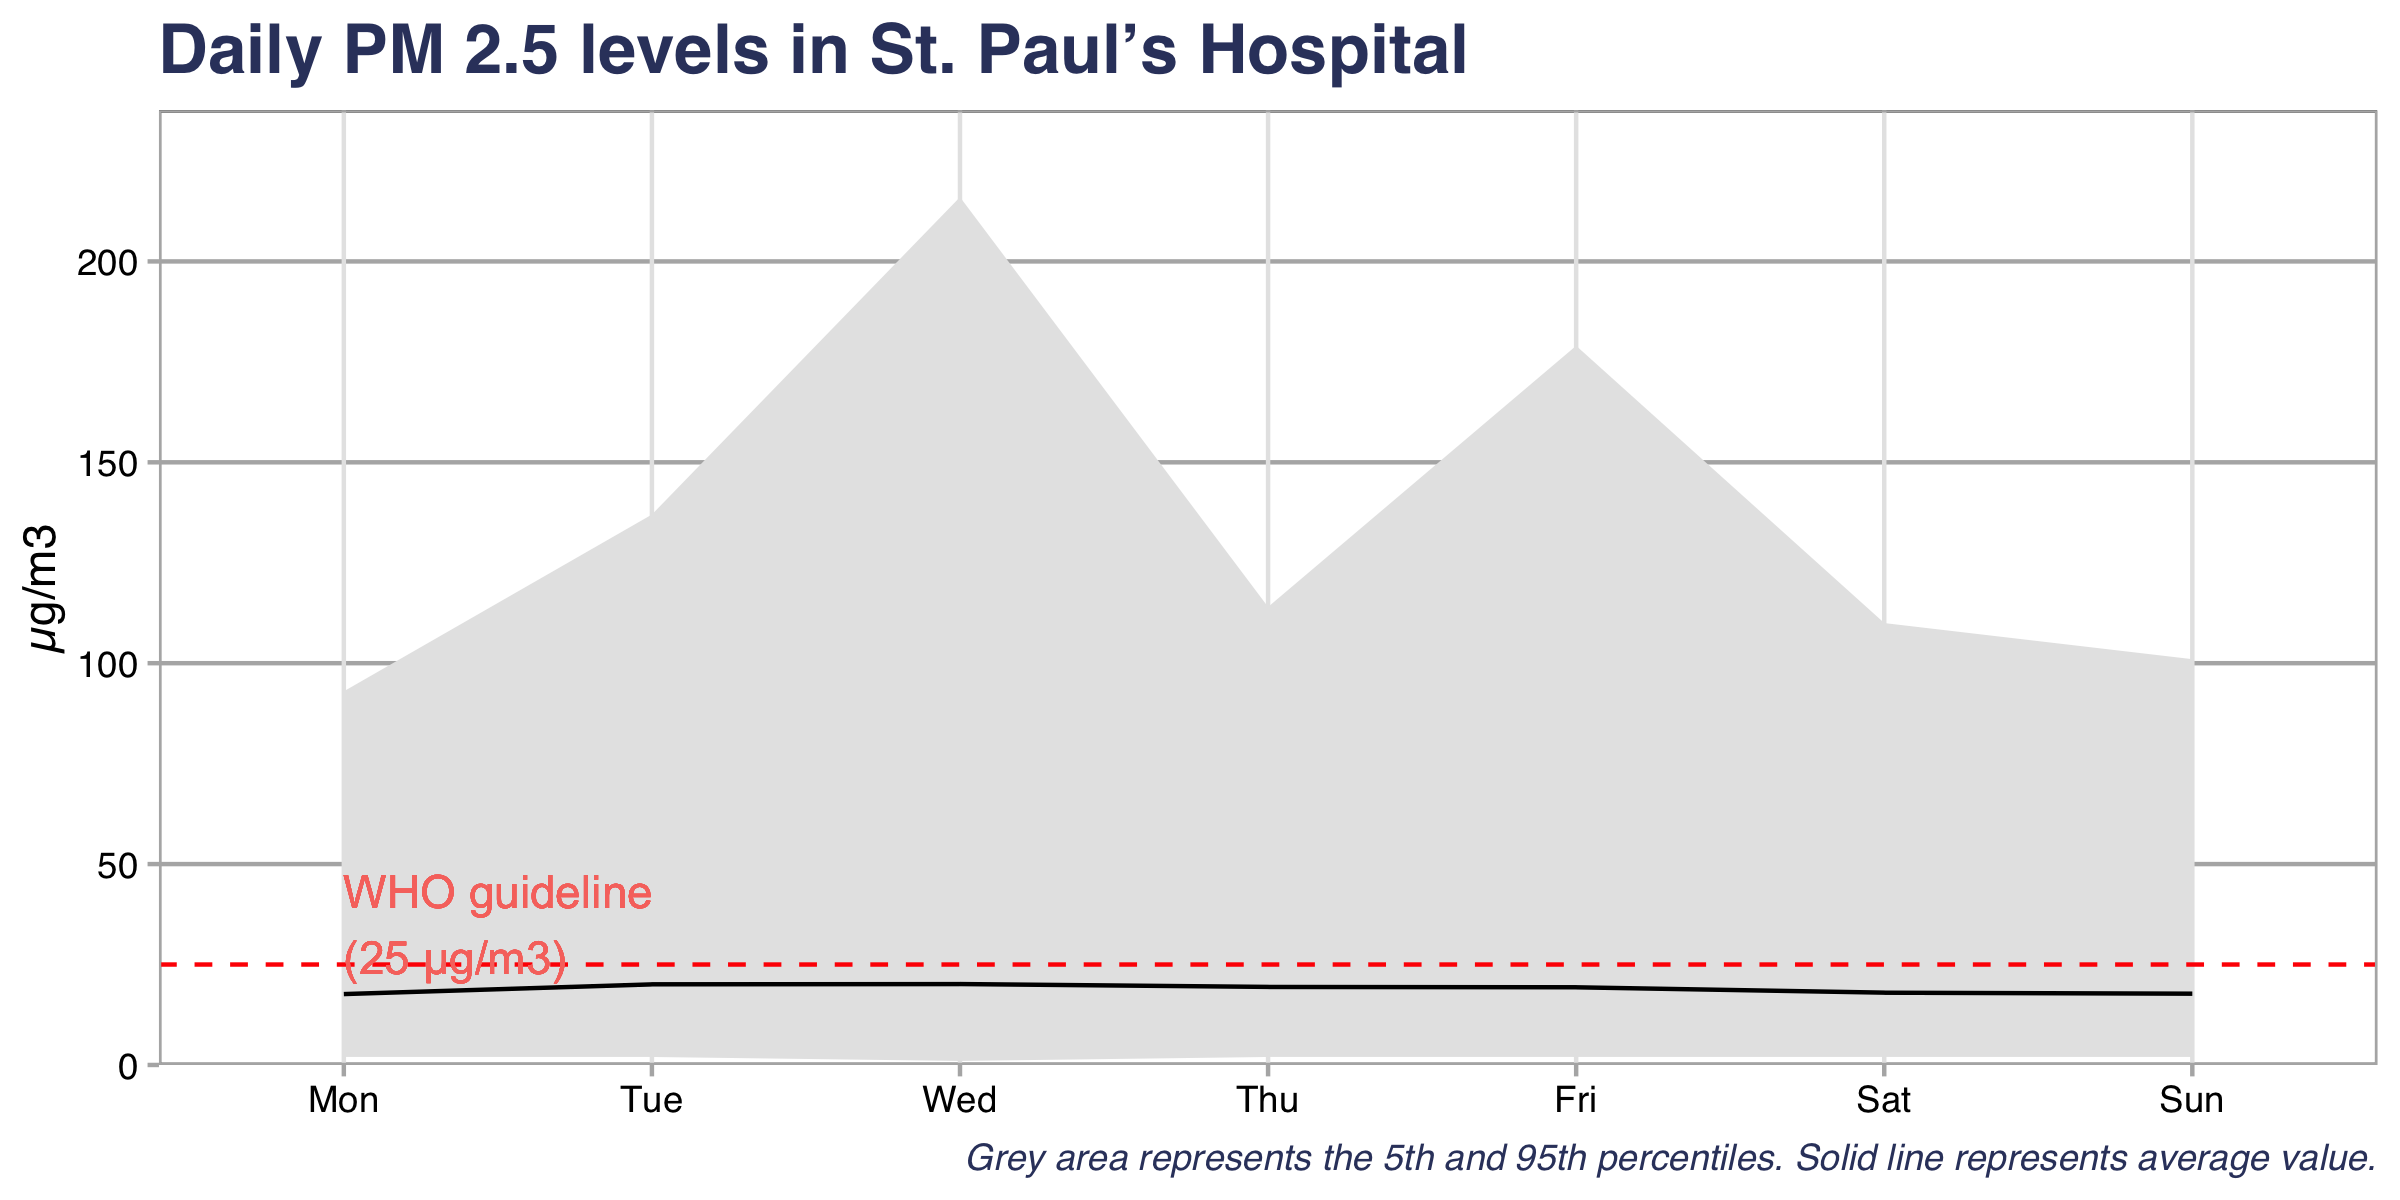 Daily PM 2.5 levels in St. Paul’s Hospital
µg/m3
200
150
100
50
0
WHO guideline
(25 µg/m3)
Mon Tue Wed Thu Fri Sat Sun
Grey area represents the 5th and 95th percentiles. Solid line represents average value.